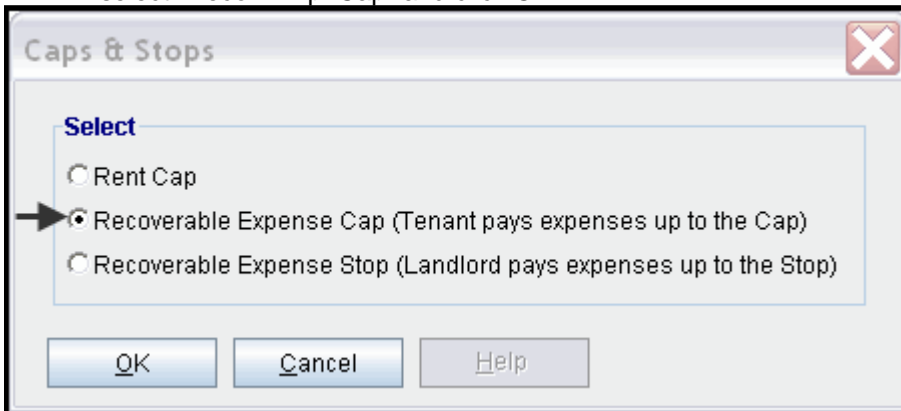 Caps & Stops
Select
Rent Cap
Recoverable Expense Cap (Tenant pays expenses up to the Cap)
Recoverable Expense Stop (Landlord pays expenses up to the Stop)
OK Cancel Help